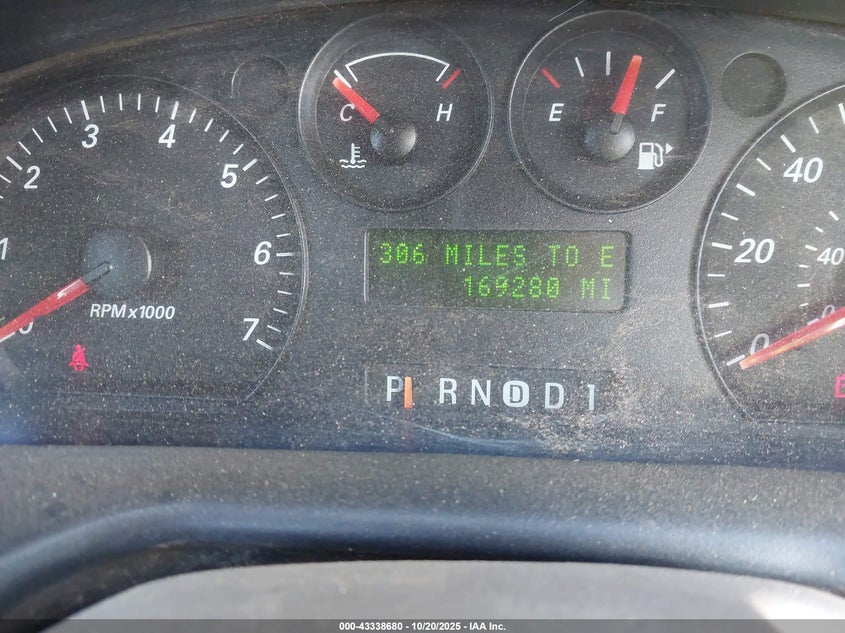 1 2 3 4 5 6 7
RPM x 1000
C H
E F
306 MILES TO E
169280 MI
P R N D D 1
0 20 40
40
000-43338680 - 10/20/2025 - IAA Inc.